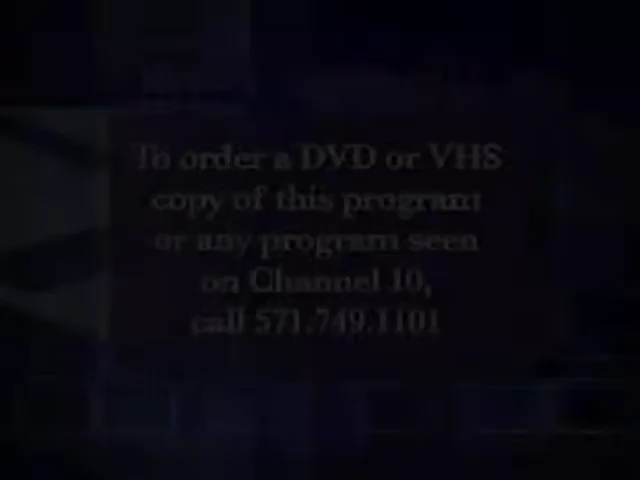 To order a DVD or VHS
copy of this program
or any program seen
on Channel 10,
call 571.749.1101